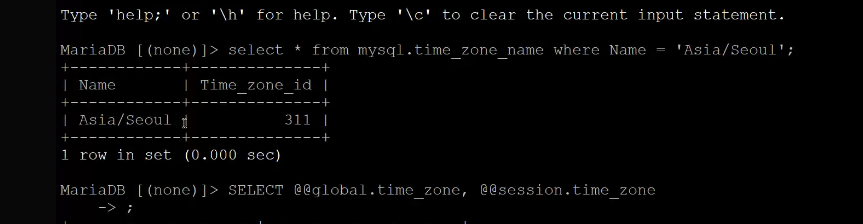 Type 'help;' or '\h' for help. Type '\c' to clear the current input statement.
MariaDB [(none)]> select * from mysql.time_zone_name where Name = 'Asia/Seoul';
+------------+--------------+
| Name       | Time_zone_id |
+------------+--------------+
| Asia/Seoul |          311 |
+------------+--------------+
1 row in set (0.000 sec)
MariaDB [(none)]> SELECT @@global.time_zone, @@session.time_zone
    -> ;